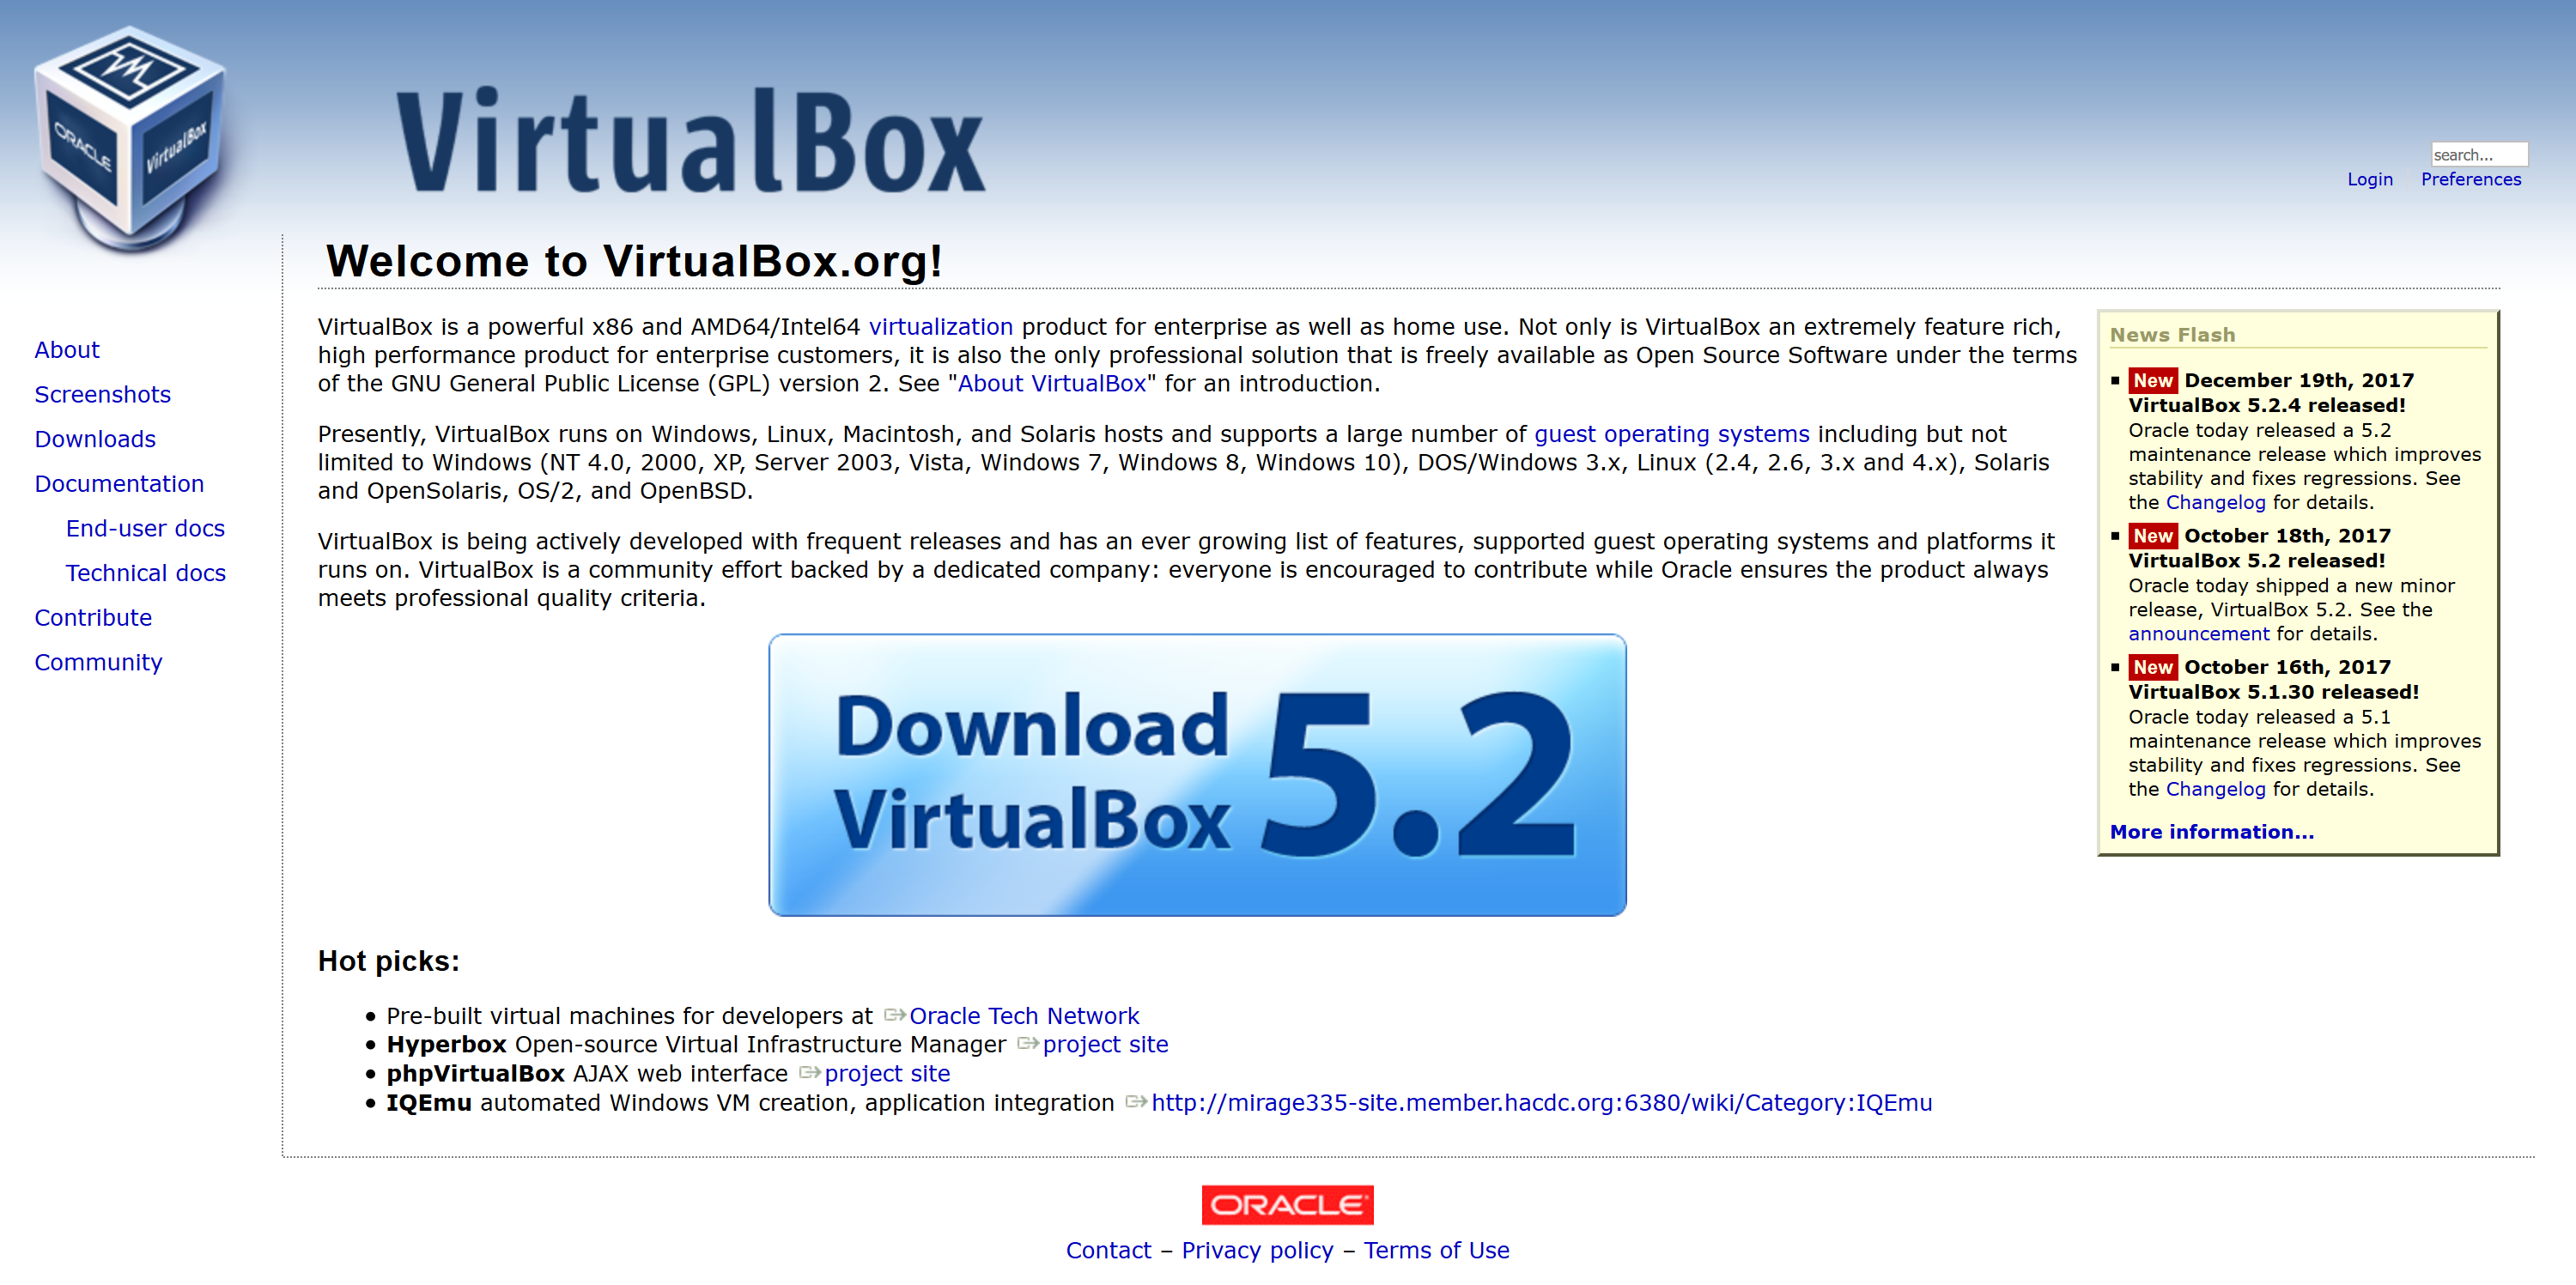 ORACLE
VirtualBox
VirtualBox
search...
Login
Preferences
About
Screenshots
Downloads
Documentation
End-user docs
Technical docs
Contribute
Community
Welcome to VirtualBox.org!
VirtualBox is a powerful x86 and AMD64/Intel64 virtualization product for enterprise as well as home use. Not only is VirtualBox an extremely feature rich,
high performance product for enterprise customers, it is also the only professional solution that is freely available as Open Source Software under the terms
of the GNU General Public License (GPL) version 2. See "About VirtualBox" for an introduction.
Presently, VirtualBox runs on Windows, Linux, Macintosh, and Solaris hosts and supports a large number of guest operating systems including but not
limited to Windows (NT 4.0, 2000, XP, Server 2003, Vista, Windows 7, Windows 8, Windows 10), DOS/Windows 3.x, Linux (2.4, 2.6, 3.x and 4.x), Solaris
and OpenSolaris, OS/2, and OpenBSD.
VirtualBox is being actively developed with frequent releases and has an ever growing list of features, supported guest operating systems and platforms it
runs on. VirtualBox is a community effort backed by a dedicated company: everyone is encouraged to contribute while Oracle ensures the product always
meets professional quality criteria.
Download
VirtualBox
5.2
News Flash
New December 19th, 2017
VirtualBox 5.2.4 released!
Oracle today released a 5.2
maintenance release which improves
stability and fixes regressions. See
the Changelog for details.
New October 18th, 2017
VirtualBox 5.2 released!
Oracle today shipped a new minor
release, VirtualBox 5.2. See the
announcement for details.
New October 16th, 2017
VirtualBox 5.1.30 released!
Oracle today released a 5.1
maintenance release which improves
stability and fixes regressions. See
the Changelog for details.
More information...
Hot picks:
Pre-built virtual machines for developers at Oracle Tech Network
Hyperbox Open-source Virtual Infrastructure Manager project site
phpVirtualBox AJAX web interface project site
IQEmu automated Windows VM creation, application integration http://mirage335-site.member.hacdc.org:6380/wiki/Category:IQEmu
ORACLE
Contact – Privacy policy – Terms of Use